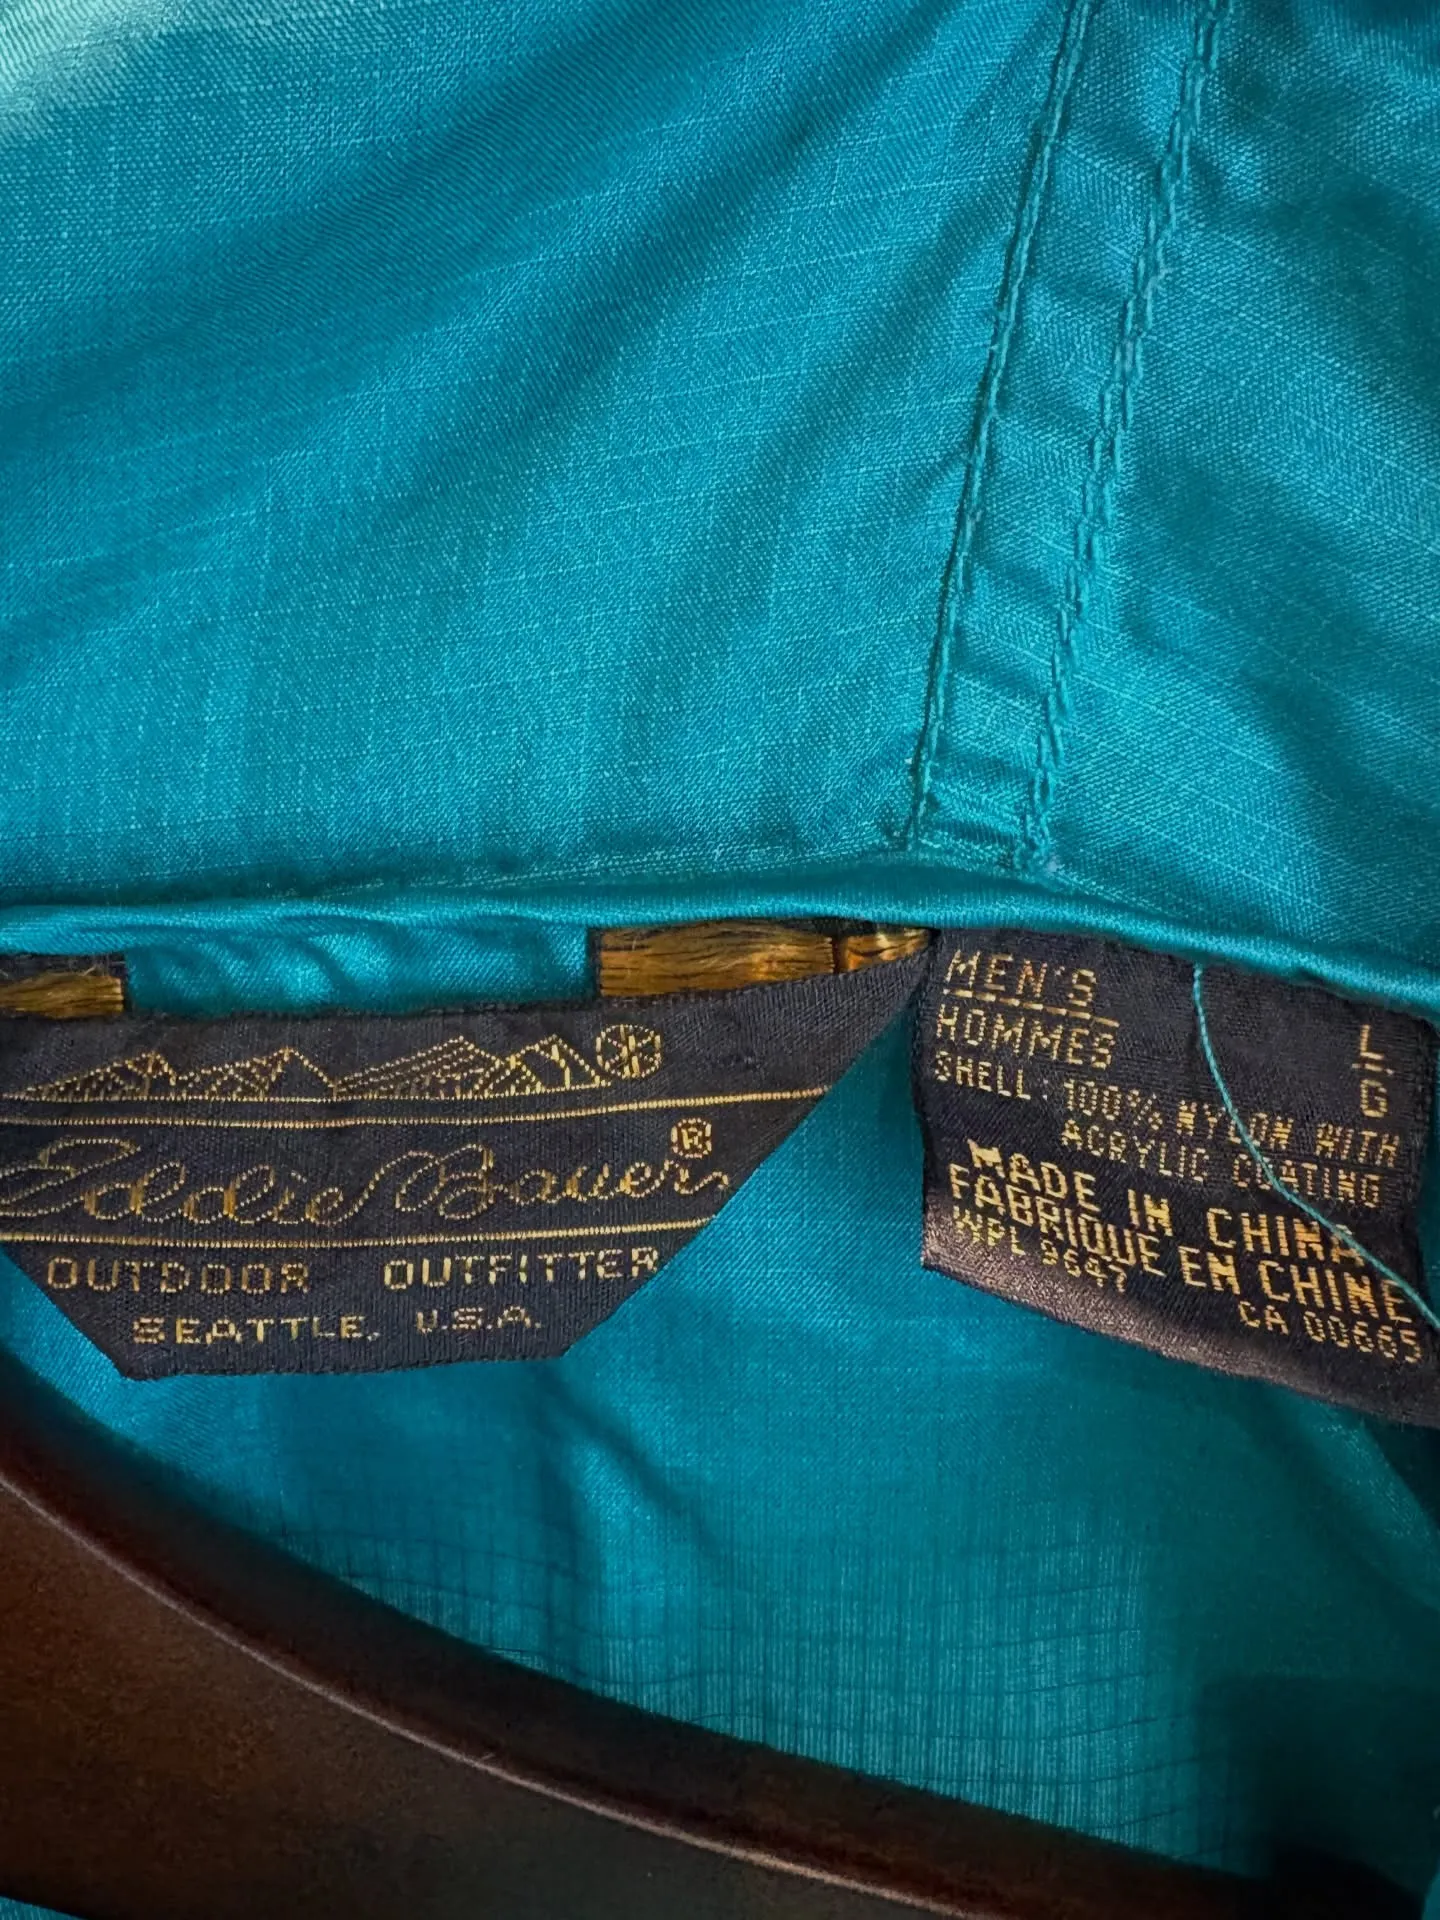 Eddie Bauer®
OUTDOOR OUTFITTER
SEATTLE, U.S.A.
MEN'S L
HOMMES G
SHELL: 100% NYLON WITH
ACRYLIC COATING
MADE IN CHINA
FABRIQUE EN CHINE
WPL 9647 CA 00665